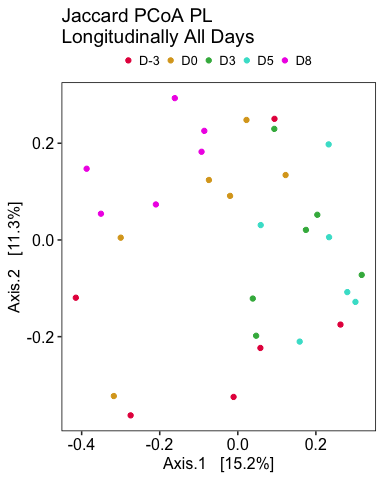 Jaccard PCoA PL
Longitudinally All Days
D-3 D0 D3 D5 D8
0.2
0.0
-0.2
Axis.2 [11.3%]
-0.4 -0.2 0.0 0.2
Axis.1 [15.2%]